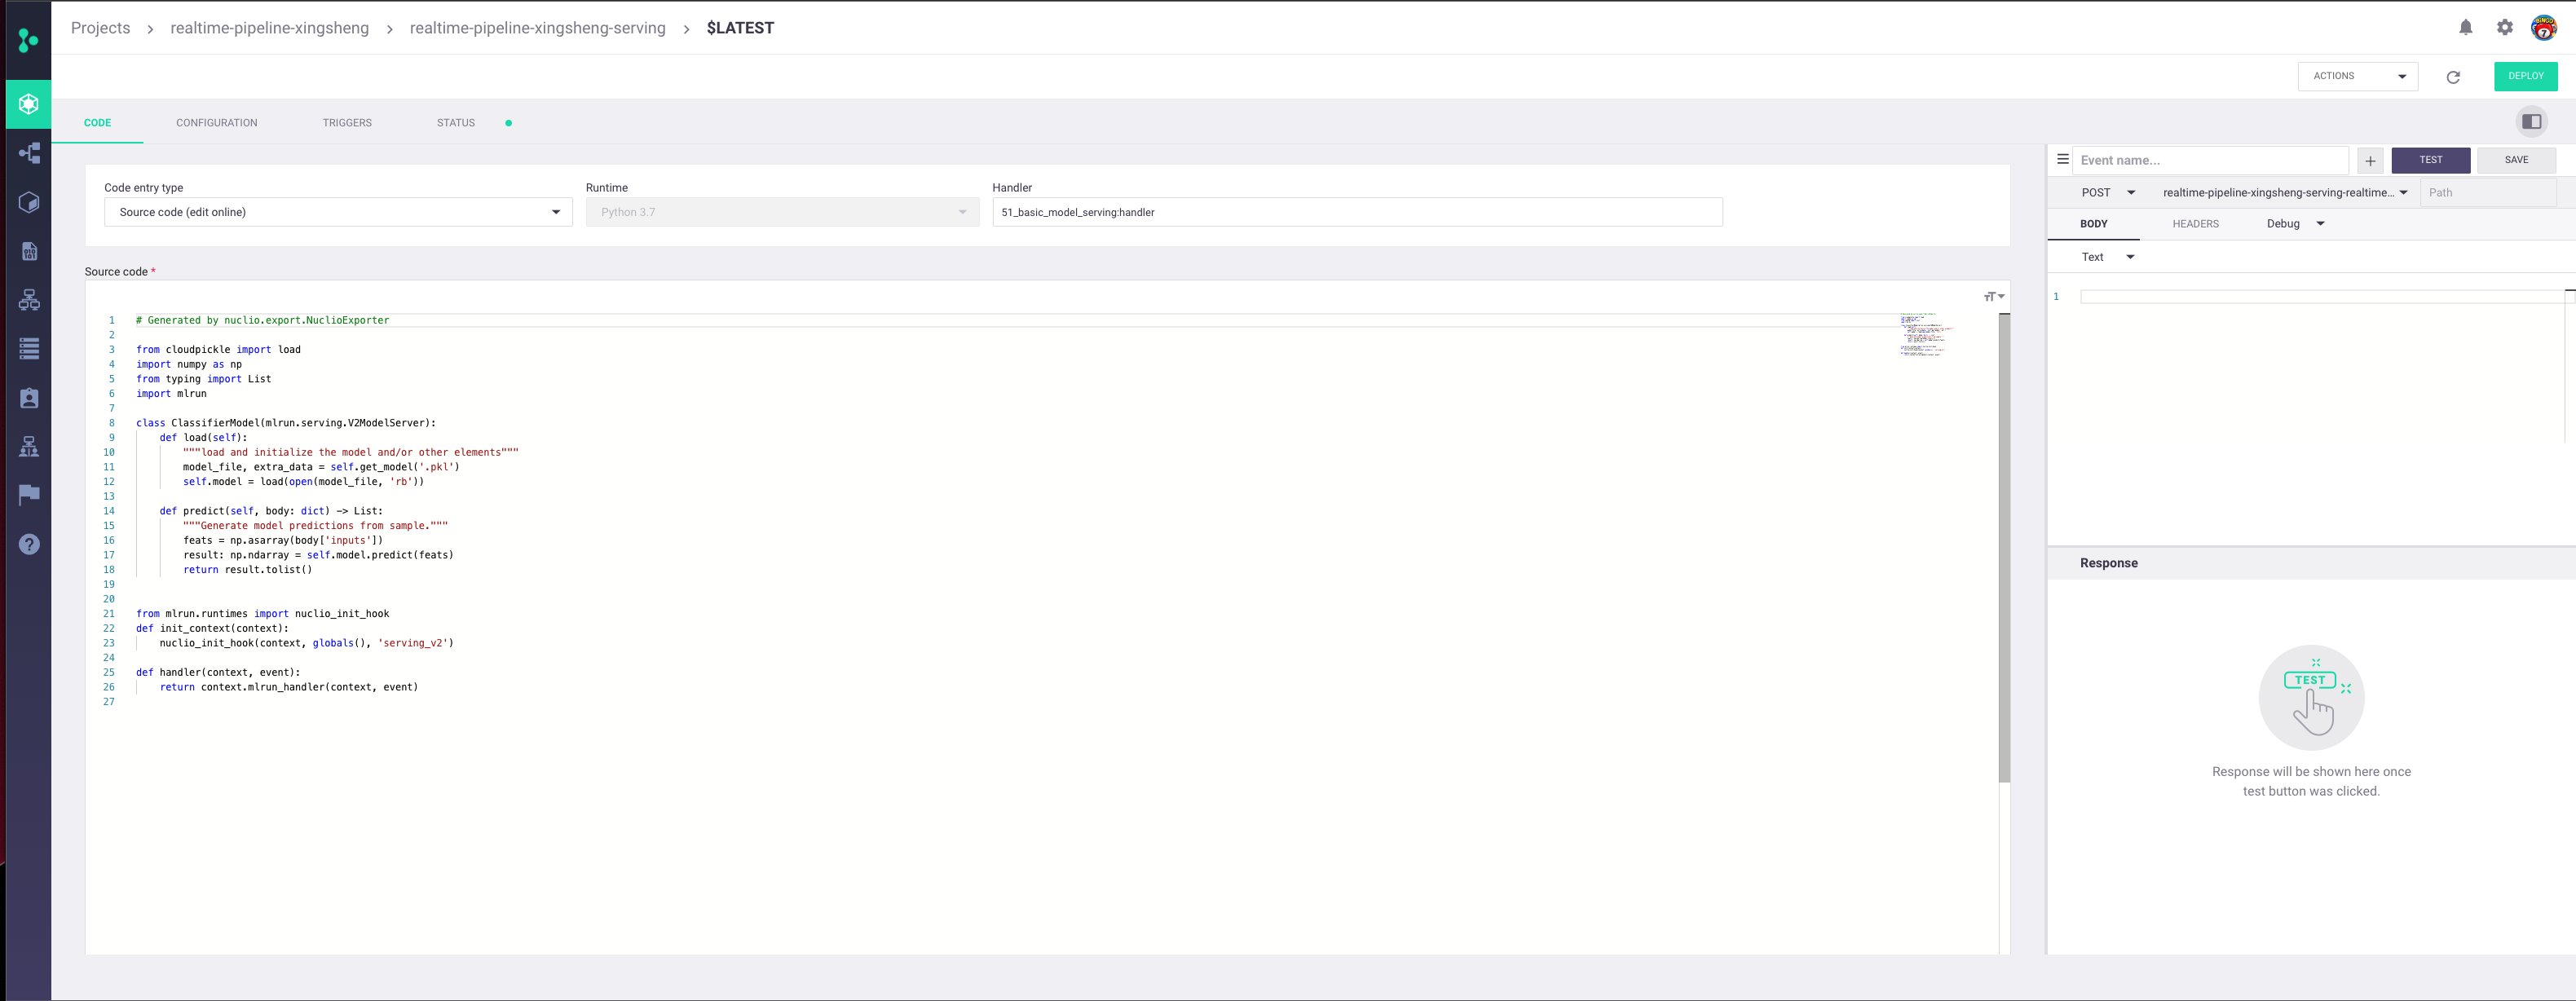 Projects > realtime-pipeline-xingsheng > realtime-pipeline-xingsheng-serving > $LATEST
ACTIONS
DEPLOY
CODE CONFIGURATION TRIGGERS STATUS
Code entry type
Source code (edit online)
Runtime
Python 3.7
Handler
51_basic_model_serving:handler
Source code *
1 # Generated by nuclio.export.NuclioExporter
2
3 from cloudpickle import load
4 import numpy as np
5 from typing import List
6 import mlrun
7
8 class ClassifierModel(mlrun.serving.V2ModelServer):
9     def load(self):
10         """load and initialize the model and/or other elements"""
11         model_file, extra_data = self.get_model('.pkl')
12         self.model = load(open(model_file, 'rb'))
13
14     def predict(self, body: dict) -> List:
15         """Generate model predictions from sample."""
16         feats = np.asarray(body['inputs'])
17         result: np.ndarray = self.model.predict(feats)
18         return result.tolist()
19
20
21 from mlrun.runtimes import nuclio_init_hook
22 def init_context(context):
23     nuclio_init_hook(context, globals(), 'serving_v2')
24
25 def handler(context, event):
26     return context.mlrun_handler(context, event)
27
Event name...
+
TEST
SAVE
POST
realtime-pipeline-xingsheng-serving-realtime...
Path
BODY HEADERS Debug
Text
1
Response
TEST
Response will be shown here once
test button was clicked.